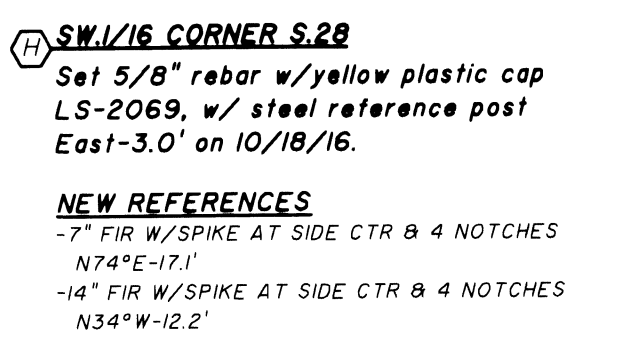 H SW.1/16 CORNER S.28
Set 5/8" rebar w/yellow plastic cap
LS-2069, w/ steel reference post
East-3.0' on 10/18/16.
NEW REFERENCES
-7" FIR W/SPIKE AT SIDE CTR & 4 NOTCHES
N74°E-17.1'
-14" FIR W/SPIKE AT SIDE CTR & 4 NOTCHES
N34°W-12.2'